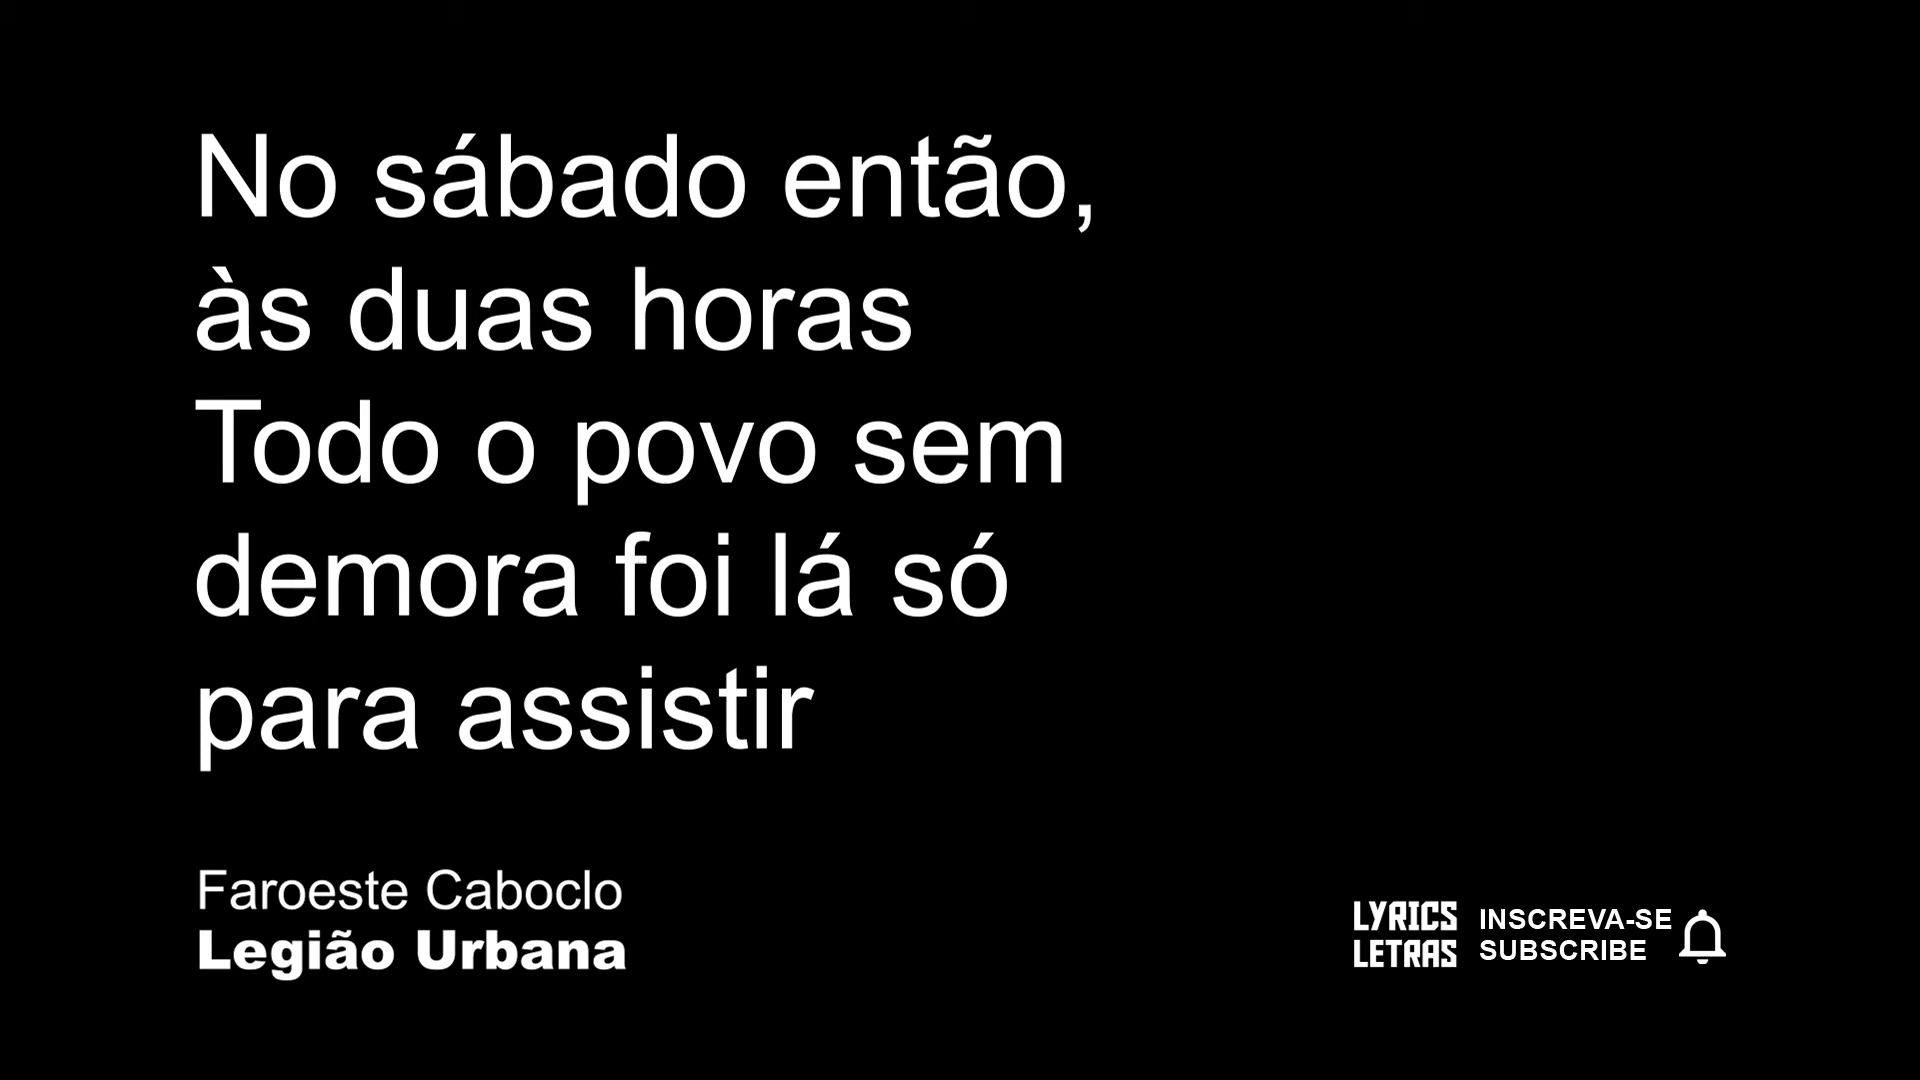 No sábado então,
às duas horas
Todo o povo sem
demora foi lá só
para assistir
Faroeste Caboclo
Legião Urbana
LYRICS
LETRAS
INSCREVA-SE
SUBSCRIBE